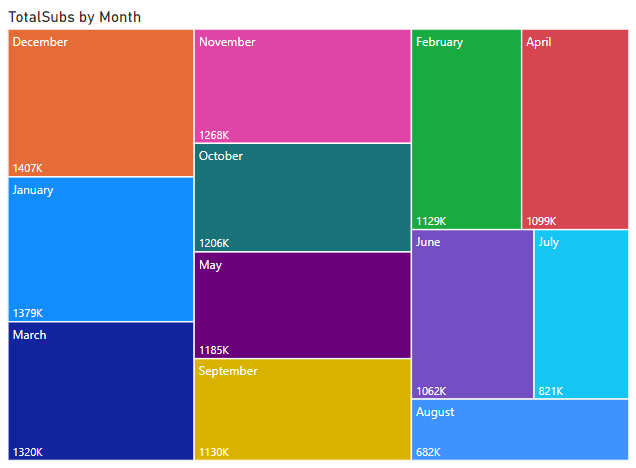 TotalSubs by Month
December
1407K
January
1379K
March
1320K
November
1268K
October
1206K
May
1185K
September
1130K
February
1129K
April
1099K
June
1062K
July
821K
August
682K